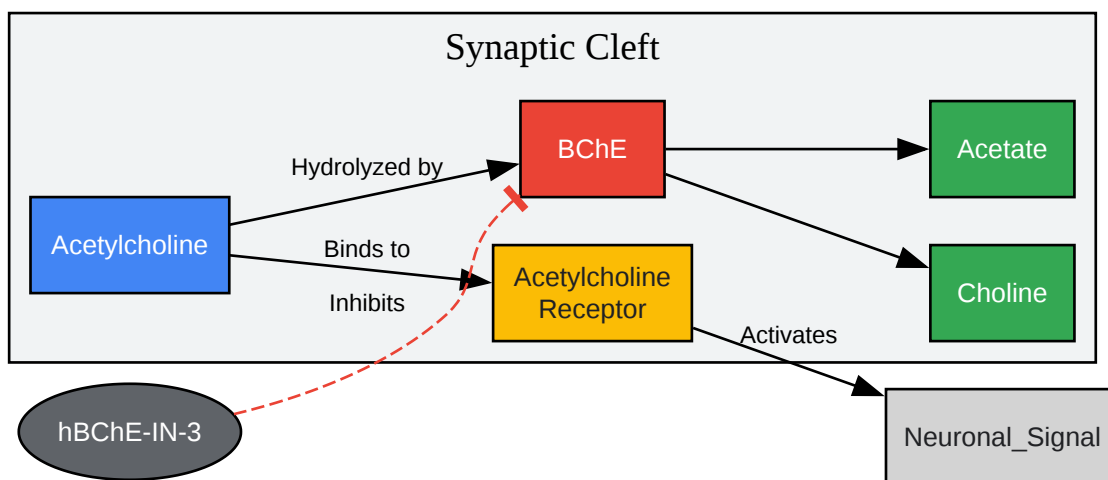 Synaptic Cleft
BChE
Acetate
Hydrolyzed by
Acetylcholine
Binds to
Acetylcholine
Receptor
Choline
Inhibits
Activates
hBChE-IN-3
Neuronal_Signal